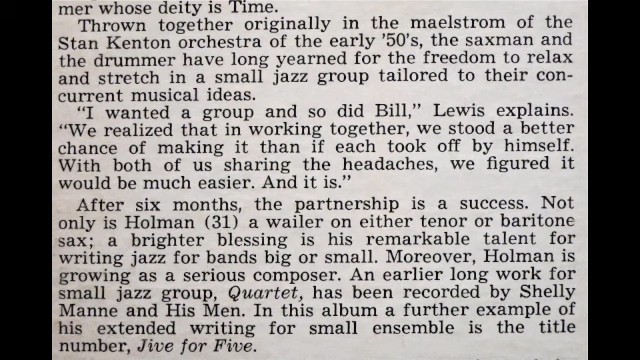 mer whose deity is Time.
Thrown together originally in the maelstrom of the
Stan Kenton orchestra of the early '50's, the saxman and
the drummer have long yearned for the freedom to relax
and stretch in a small jazz group tailored to their con-
current musical ideas.
"I wanted a group and so did Bill," Lewis explains.
"We realized that in working together, we stood a better
chance of making it than if each took off by himself.
With both of us sharing the headaches, we figured it
would be much easier. And it is."
After six months, the partnership is a success. Not
only is Holman (31) a wailer on either tenor or baritone
sax; a brighter blessing is his remarkable talent for
writing jazz for bands big or small. Moreover, Holman is
growing as a serious composer. An earlier long work for
small jazz group, Quartet, has been recorded by Shelly
Manne and His Men. In this album a further example of
his extended writing for small ensemble is the title
number, Jive for Five.